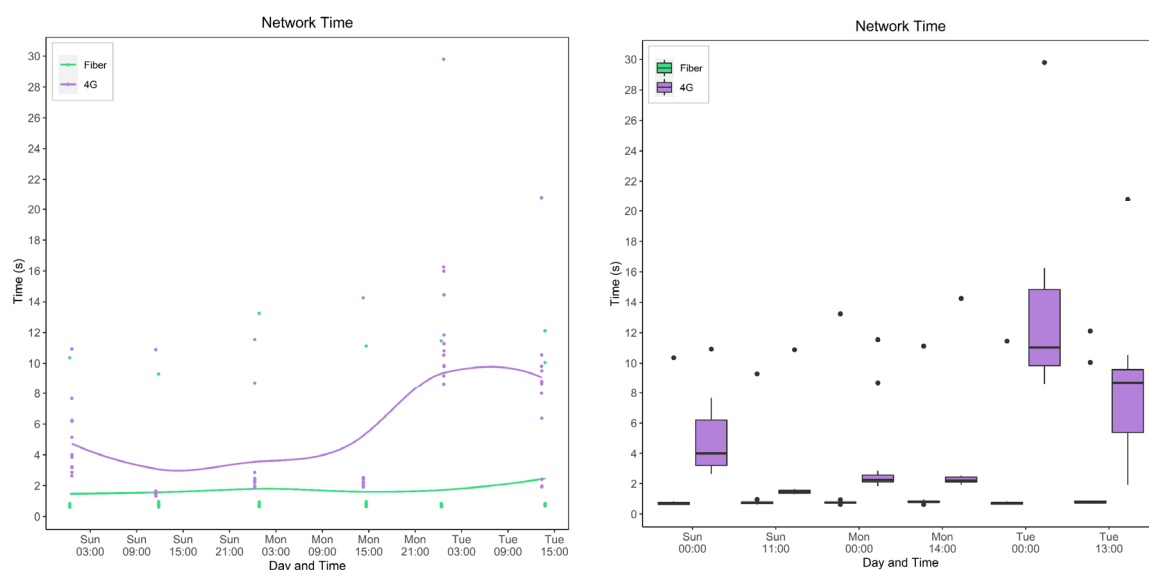 Network Time
Fiber
4G
30
28
26
24
22
20
18
16
14
12
10
8
6
4
2
0
Time (s)
Sun Sun Sun Sun Mon Mon Mon Mon Tue Tue Tue
03:00 09:00 15:00 21:00 03:00 09:00 15:00 21:00 03:00 09:00 15:00
Day and Time
Network Time
Fiber
4G
30
28
26
24
22
20
18
16
14
12
10
8
6
4
2
0
Time (s)
Sun Sun Mon Mon Tue Tue
00:00 11:00 00:00 14:00 00:00 13:00
Day and Time